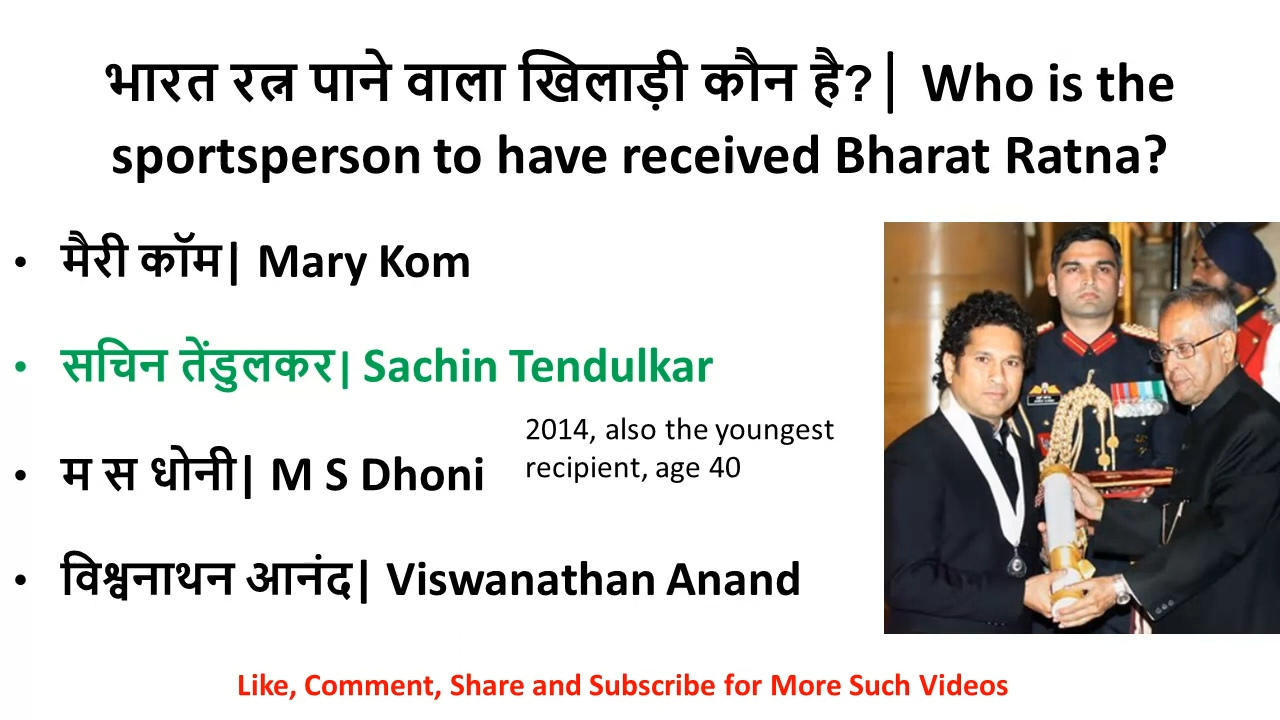 भारत रत्न पाने वाला खिलाड़ी कौन है?| Who is the
sportsperson to have received Bharat Ratna?
• मैरी कॉम| Mary Kom
• सचिन तेंडुलकर| Sachin Tendulkar
2014, also the youngest
recipient, age 40
• म स धोनी| M S Dhoni
• विश्वनाथन आनंद| Viswanathan Anand
Like, Comment, Share and Subscribe for More Such Videos